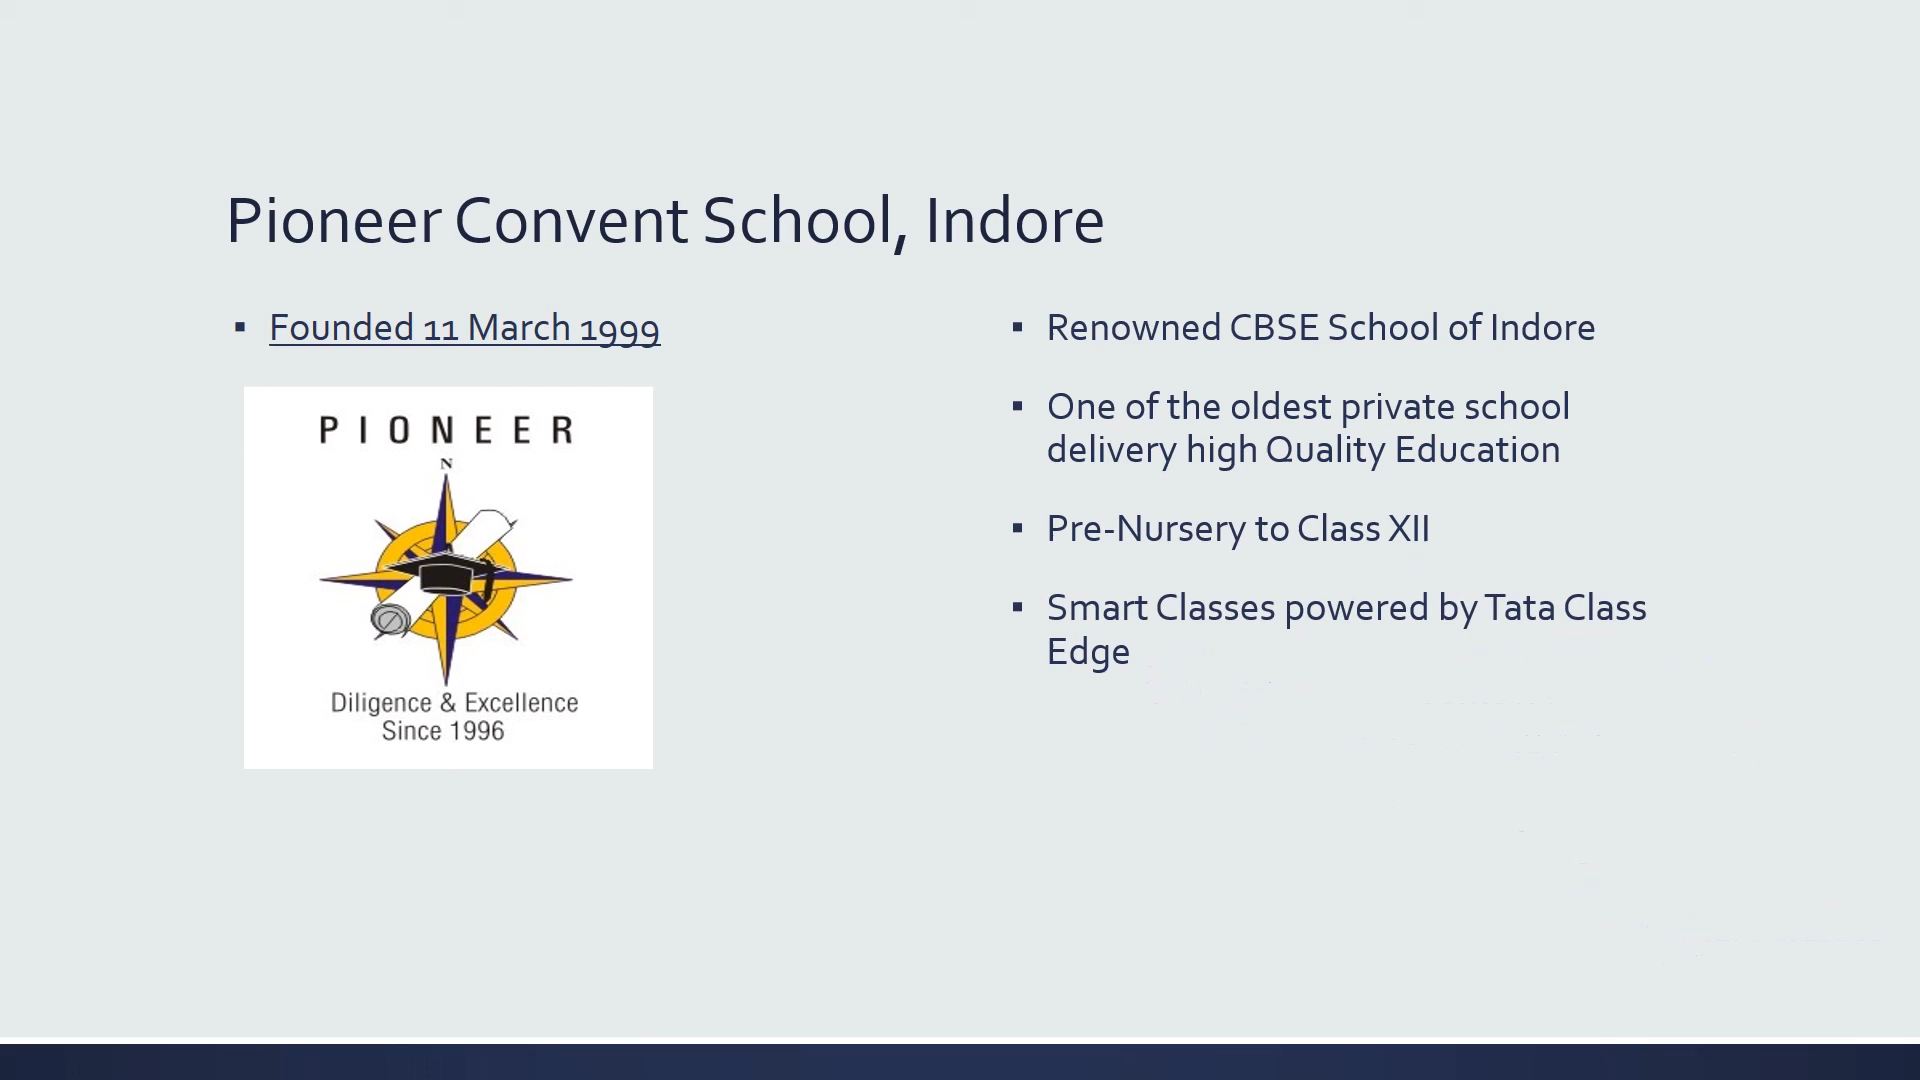 Pioneer Convent School, Indore
▪ Founded 11 March 1999
PIONEER
N
Diligence & Excellence
Since 1996
▪ Renowned CBSE School of Indore
▪ One of the oldest private school
delivery high Quality Education
▪ Pre-Nursery to Class XII
▪ Smart Classes powered by Tata Class
Edge